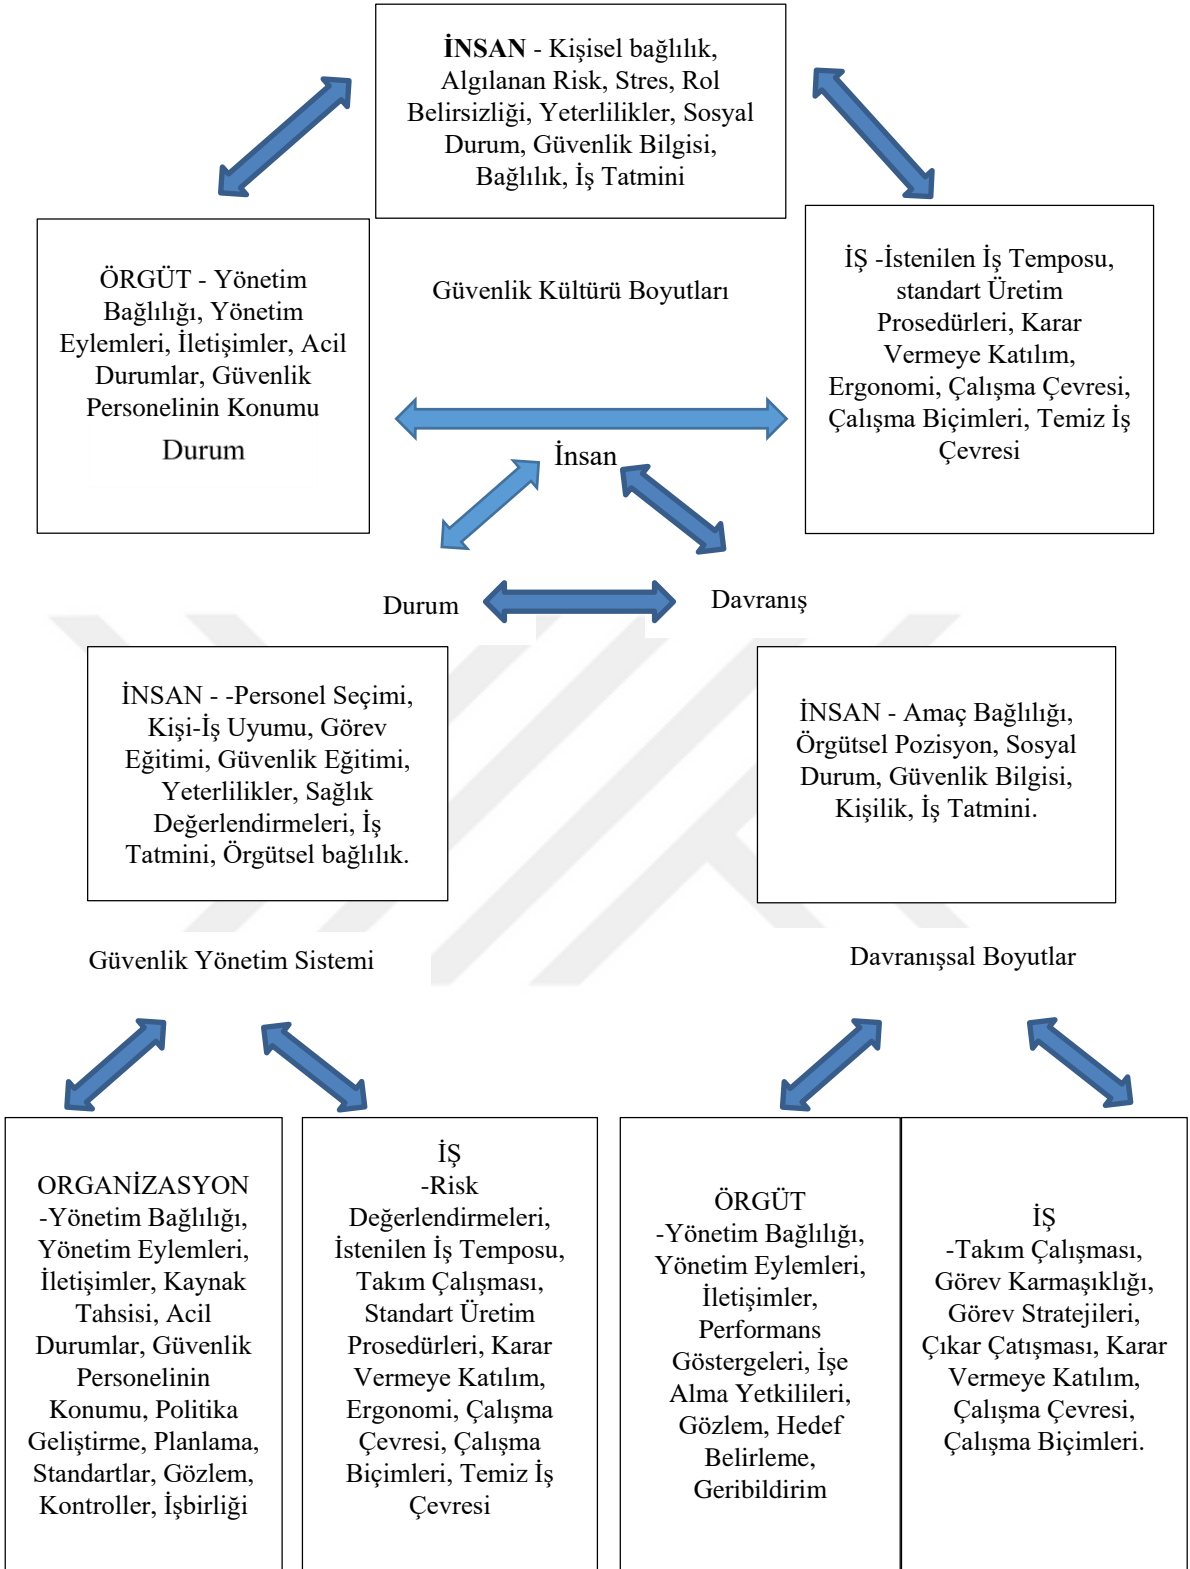 İNSAN - Kişisel bağlılık,
Algılanan Risk, Stres, Rol
Belirsizliği, Yeterlilikler, Sosyal
Durum, Güvenlik Bilgisi,
Bağlılık, İş Tatmini
ÖRGÜT - Yönetim
Bağlılığı, Yönetim
Eylemleri, İletişimler, Acil
Durumlar, Güvenlik
Personelinin Konumu
Durum
Güvenlik Kültürü Boyutları
İŞ -İstenilen İş Temposu,
standart Üretim
Prosedürleri, Karar
Vermeye Katılım,
Ergonomi, Çalışma Çevresi,
Çalışma Biçimleri, Temiz İş
Çevresi
İnsan
Durum
Davranış
İNSAN - -Personel Seçimi,
Kişi-İş Uyumu, Görev
Eğitimi, Güvenlik Eğitimi,
Yeterlilikler, Sağlık
Değerlendirmeleri, İş
Tatmini, Örgütsel bağlılık.
İNSAN - Amaç Bağlılığı,
Örgütsel Pozisyon, Sosyal
Durum, Güvenlik Bilgisi,
Kişilik, İş Tatmini.
Güvenlik Yönetim Sistemi
Davranışsal Boyutlar
ORGANİZASYON
-Yönetim Bağlılığı,
Yönetim Eylemleri,
İletişimler, Kaynak
Tahsisi, Acil
Durumlar, Güvenlik
Personelinin
Konumu, Politika
Geliştirme, Planlama,
Standartlar, Gözlem,
Kontroller, İşbirliği
İŞ
-Risk
Değerlendirmeleri,
İstenilen İş Temposu,
Takım Çalışması,
Standart Üretim
Prosedürleri, Karar
Vermeye Katılım,
Ergonomi, Çalışma
Çevresi, Çalışma
Biçimleri, Temiz İş
Çevresi
ÖRGÜT
-Yönetim Bağlılığı,
Yönetim Eylemleri,
İletişimler,
Performans
Göstergeleri, İşe
Alma Yetkilileri,
Gözlem, Hedef
Belirleme,
Geribildirim
İŞ
-Takım Çalışması,
Görev Karmaşıklığı,
Görev Stratejileri,
Çıkar Çatışması, Karar
Vermeye Katılım,
Çalışma Çevresi,
Çalışma Biçimleri.